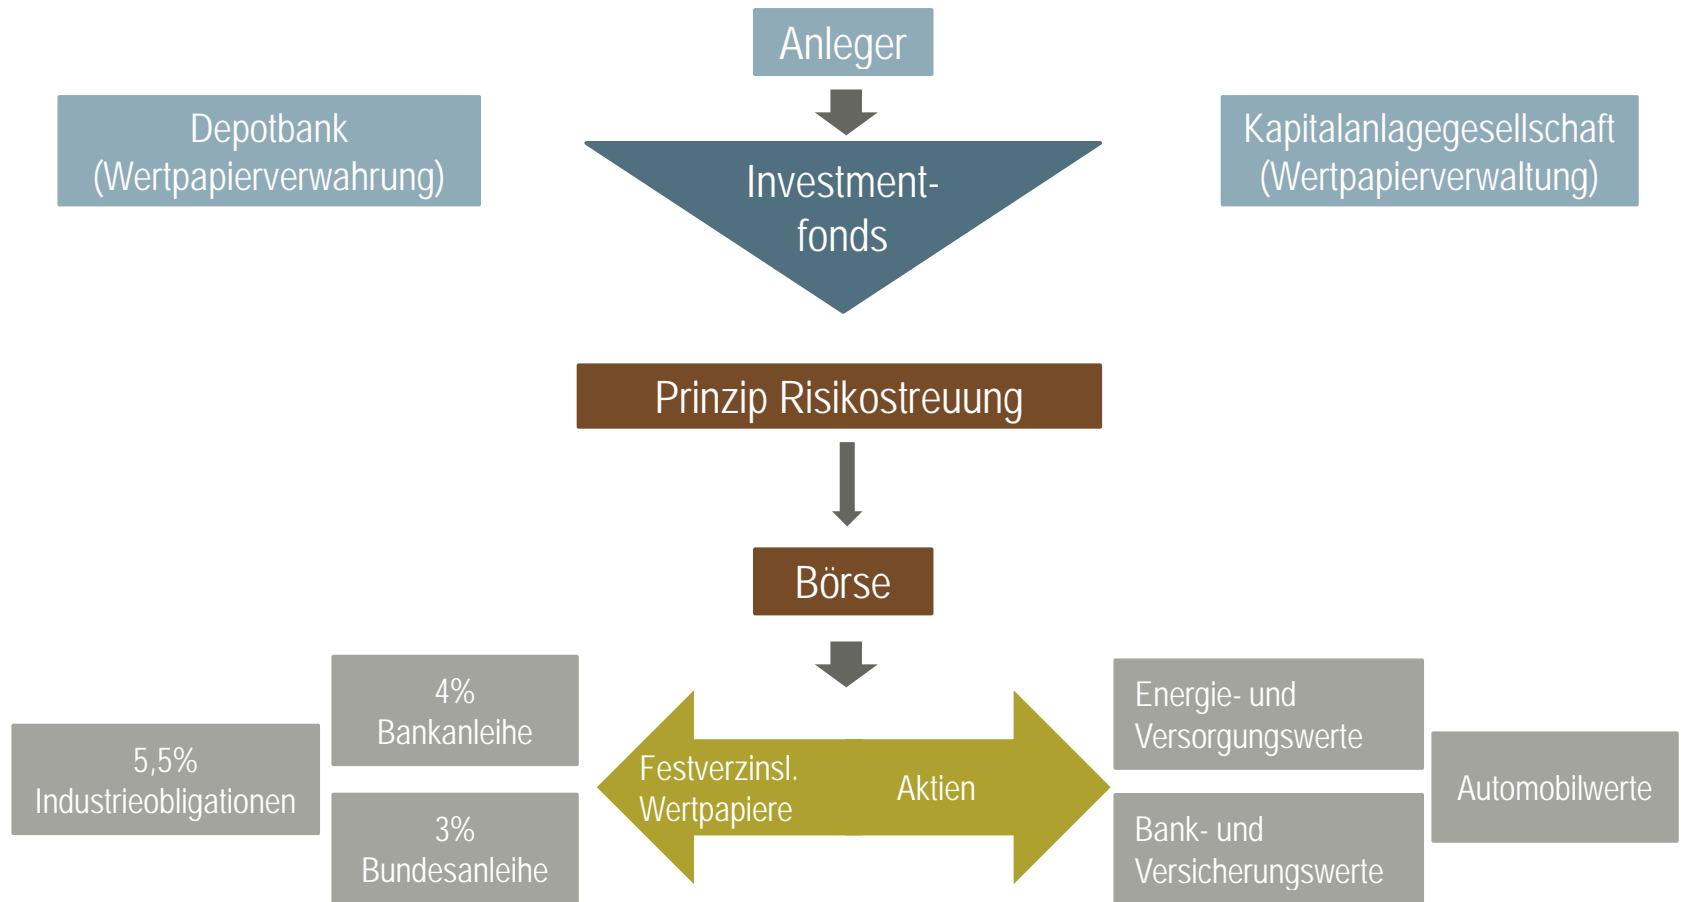 Anleger
Depotbank
(Wertpapierverwahrung)
Kapitalanlagegesellschaft
(Wertpapierverwaltung)
Investment-
fonds
Prinzip Risikostreuung
Börse
5,5%
Industrieobligationen
4%
Bankanleihe
3%
Bundesanleihe
Festverzinsl.
Wertpapiere
Aktien
Energie- und
Versorgungswerte
Bank- und
Versicherungswerte
Automobilwerte